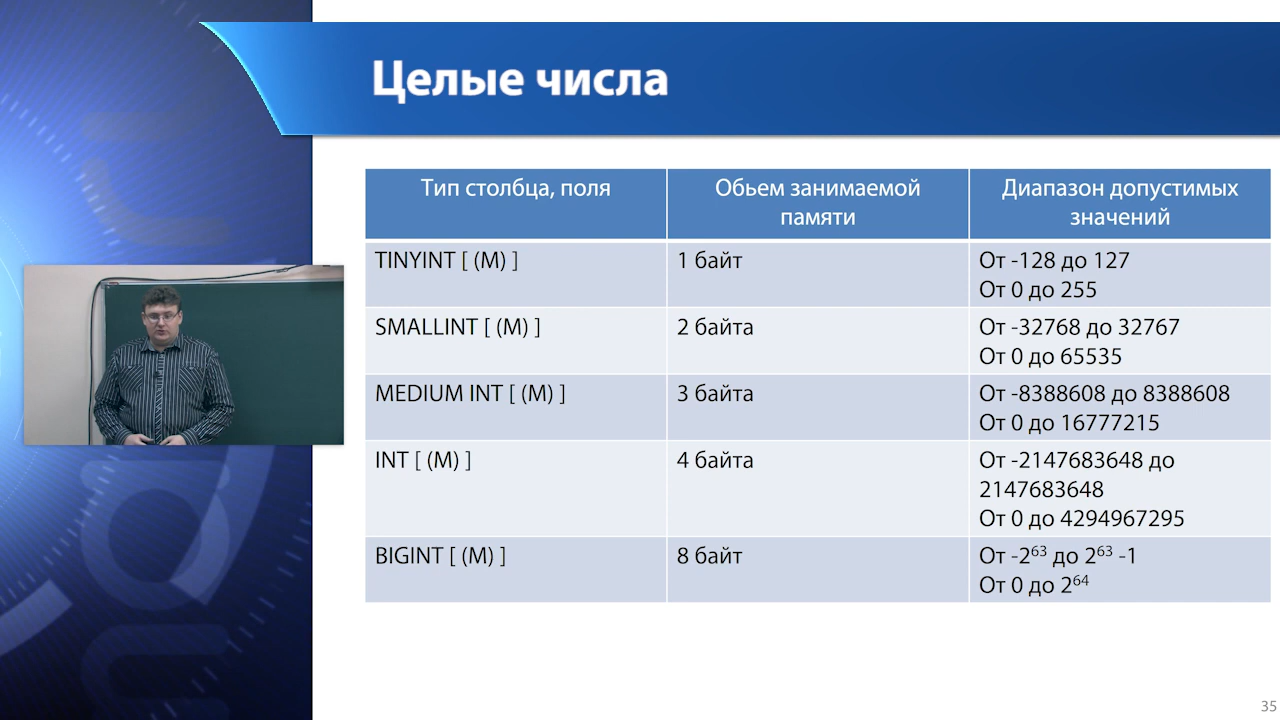 Целые числа
Тип столбца, поля
Обьем занимаемой
памяти
Диапазон допустимых
значений
TINYINT [ (M) ]
1 байт
От -128 до 127
От 0 до 255
SMALLINT [ (M) ]
2 байта
От -32768 до 32767
От 0 до 65535
MEDIUM INT [ (M) ]
3 байта
От -8388608 до 8388608
От 0 до 16777215
INT [ (M) ]
4 байта
От -2147683648 до
2147683648
От 0 до 4294967295
BIGINT [ (M) ]
8 байт
От -2⁶³ до 2⁶³ -1
От 0 до 2⁶⁴
35